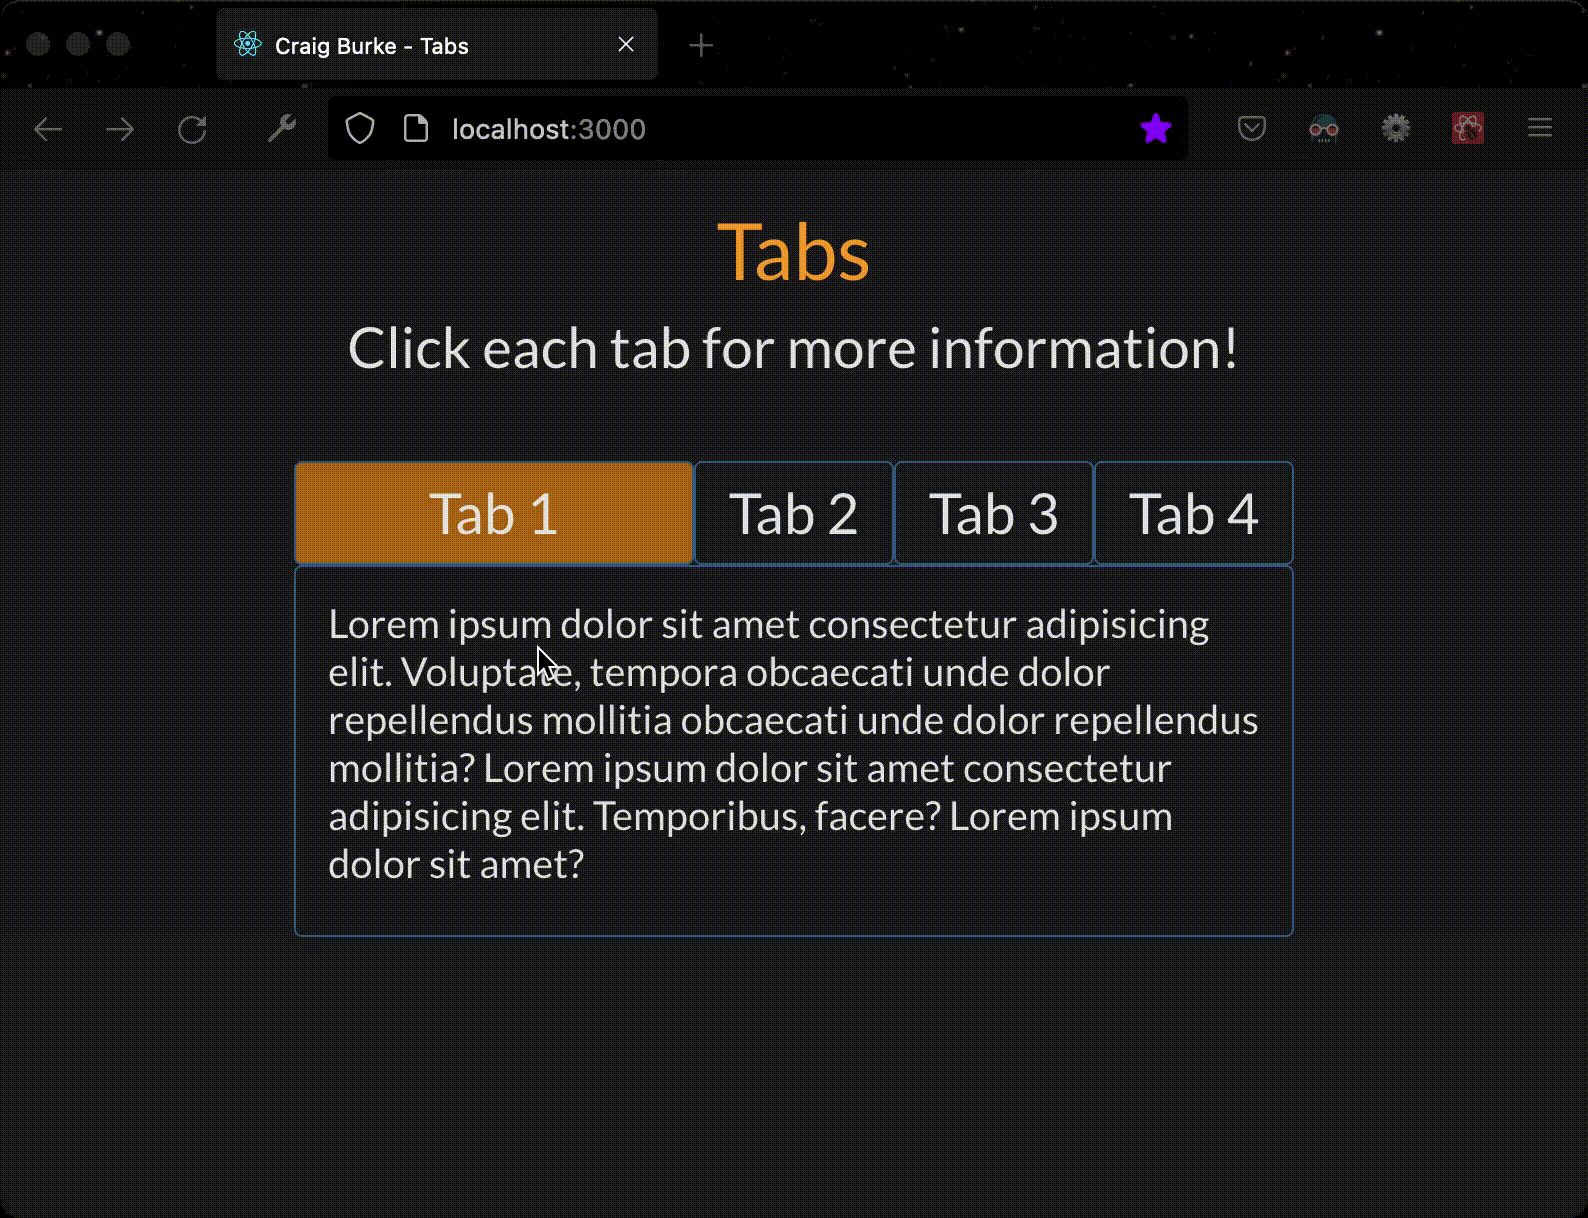 Craig Burke - Tabs
localhost:3000
Tabs
Click each tab for more information!
Tab 1 Tab 2 Tab 3 Tab 4
Lorem ipsum dolor sit amet consectetur adipisicing
elit. Voluptate, tempora obcaecati unde dolor
repellendus mollitia obcaecati unde dolor repellendus
mollitia? Lorem ipsum dolor sit amet consectetur
adipisicing elit. Temporibus, facere? Lorem ipsum
dolor sit amet?